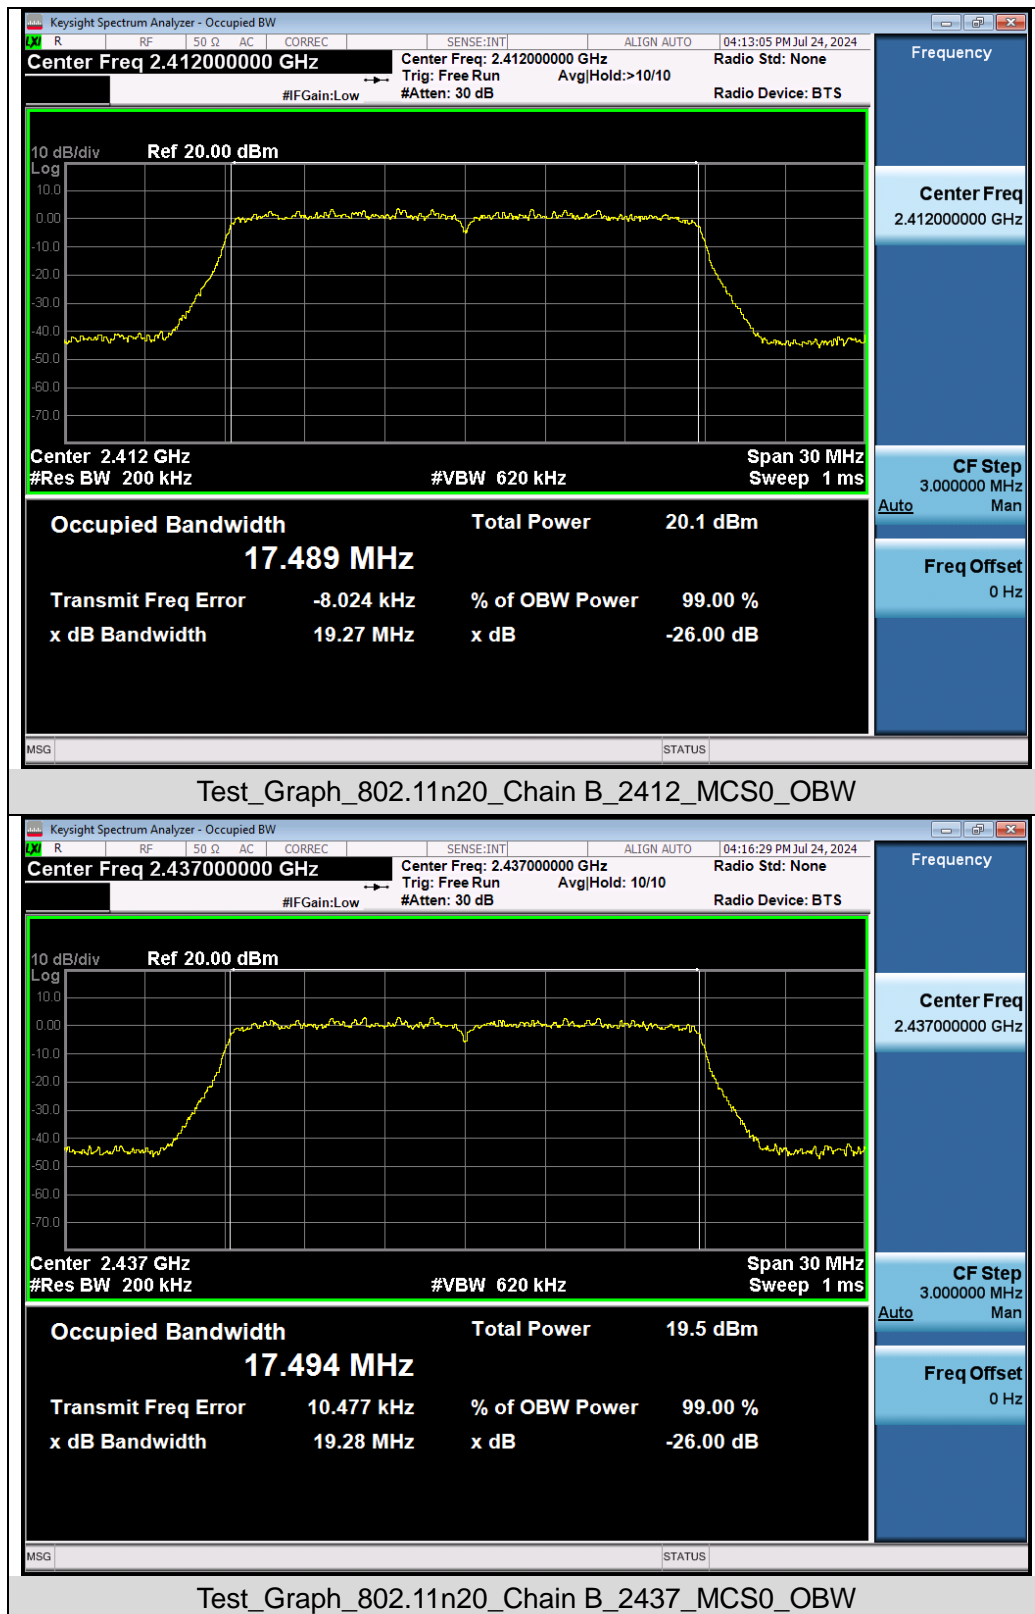 Keysight Spectrum Analyzer - Occupied BW
LXI R RF 50 Ω AC CORREC SENSE:INT ALIGN AUTO 04:13:05 PM Jul 24, 2024
Center Freq 2.412000000 GHz Center Freq: 2.412000000 GHz Radio Std: None
Trig: Free Run Avg|Hold:>10/10
#IFGain:Low #Atten: 30 dB Radio Device: BTS
Frequency
10 dB/div Ref 20.00 dBm
Log
10.0
0.00
-10.0
-20.0
-30.0
-40.0
-50.0
-60.0
-70.0
Center 2.412 GHz Span 30 MHz
#Res BW 200 kHz #VBW 620 kHz Sweep 1 ms
Center Freq
2.412000000 GHz
CF Step
3.000000 MHz
Auto Man
Freq Offset
0 Hz
Occupied Bandwidth Total Power 20.1 dBm
17.489 MHz
Transmit Freq Error -8.024 kHz % of OBW Power 99.00 %
x dB Bandwidth 19.27 MHz x dB -26.00 dB
MSG STATUS
Test_Graph_802.11n20_Chain B_2412_MCS0_OBW
Keysight Spectrum Analyzer - Occupied BW
LXI R RF 50 Ω AC CORREC SENSE:INT ALIGN AUTO 04:16:29 PM Jul 24, 2024
Center Freq 2.437000000 GHz Center Freq: 2.437000000 GHz Radio Std: None
Trig: Free Run Avg|Hold: 10/10
#IFGain:Low #Atten: 30 dB Radio Device: BTS
Frequency
10 dB/div Ref 20.00 dBm
Log
10.0
0.00
-10.0
-20.0
-30.0
-40.0
-50.0
-60.0
-70.0
Center 2.437 GHz Span 30 MHz
#Res BW 200 kHz #VBW 620 kHz Sweep 1 ms
Center Freq
2.437000000 GHz
CF Step
3.000000 MHz
Auto Man
Freq Offset
0 Hz
Occupied Bandwidth Total Power 19.5 dBm
17.494 MHz
Transmit Freq Error 10.477 kHz % of OBW Power 99.00 %
x dB Bandwidth 19.28 MHz x dB -26.00 dB
MSG STATUS
Test_Graph_802.11n20_Chain B_2437_MCS0_OBW